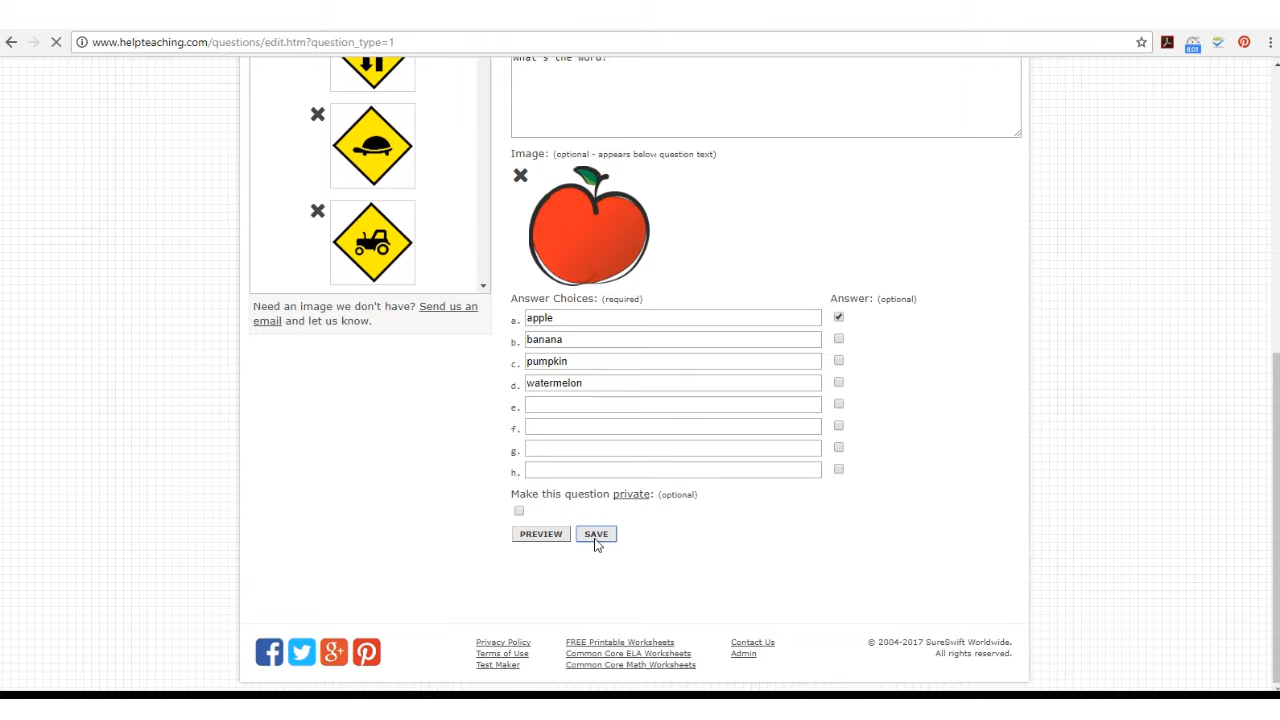 www.helpteaching.com/questions/edit.htm?question_type=1
What's the word?
Image: (optional - appears below question text)
Answer Choices: (required) Answer: (optional)
a. apple
b. banana
c. pumpkin
d. watermelon
e.
f.
g.
h.
Need an image we don't have? Send us an
email and let us know.
Make this question private: (optional)
PREVIEW SAVE
Privacy Policy FREE Printable Worksheets Contact Us © 2004-2017 SureSwift Worldwide.
Terms of Use Common Core ELA Worksheets Admin All rights reserved.
Test Maker Common Core Math Worksheets